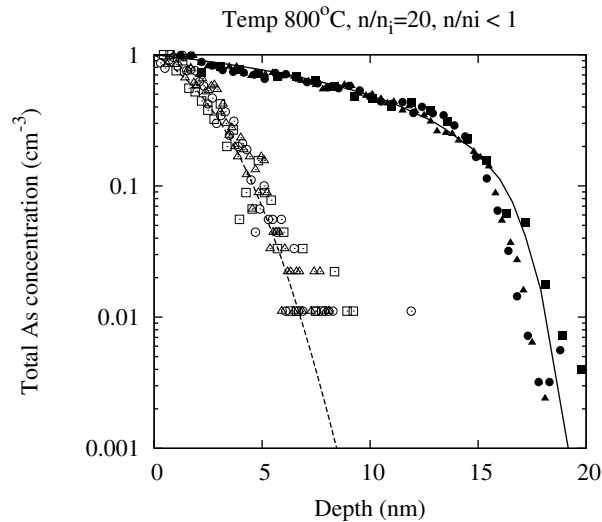 Temp 800°C, n/nᵢ=20, n/ni < 1
Total As concentration (cm⁻³)
1
0.1
0.01
0.001
0 5 10 15 20
Depth (nm)